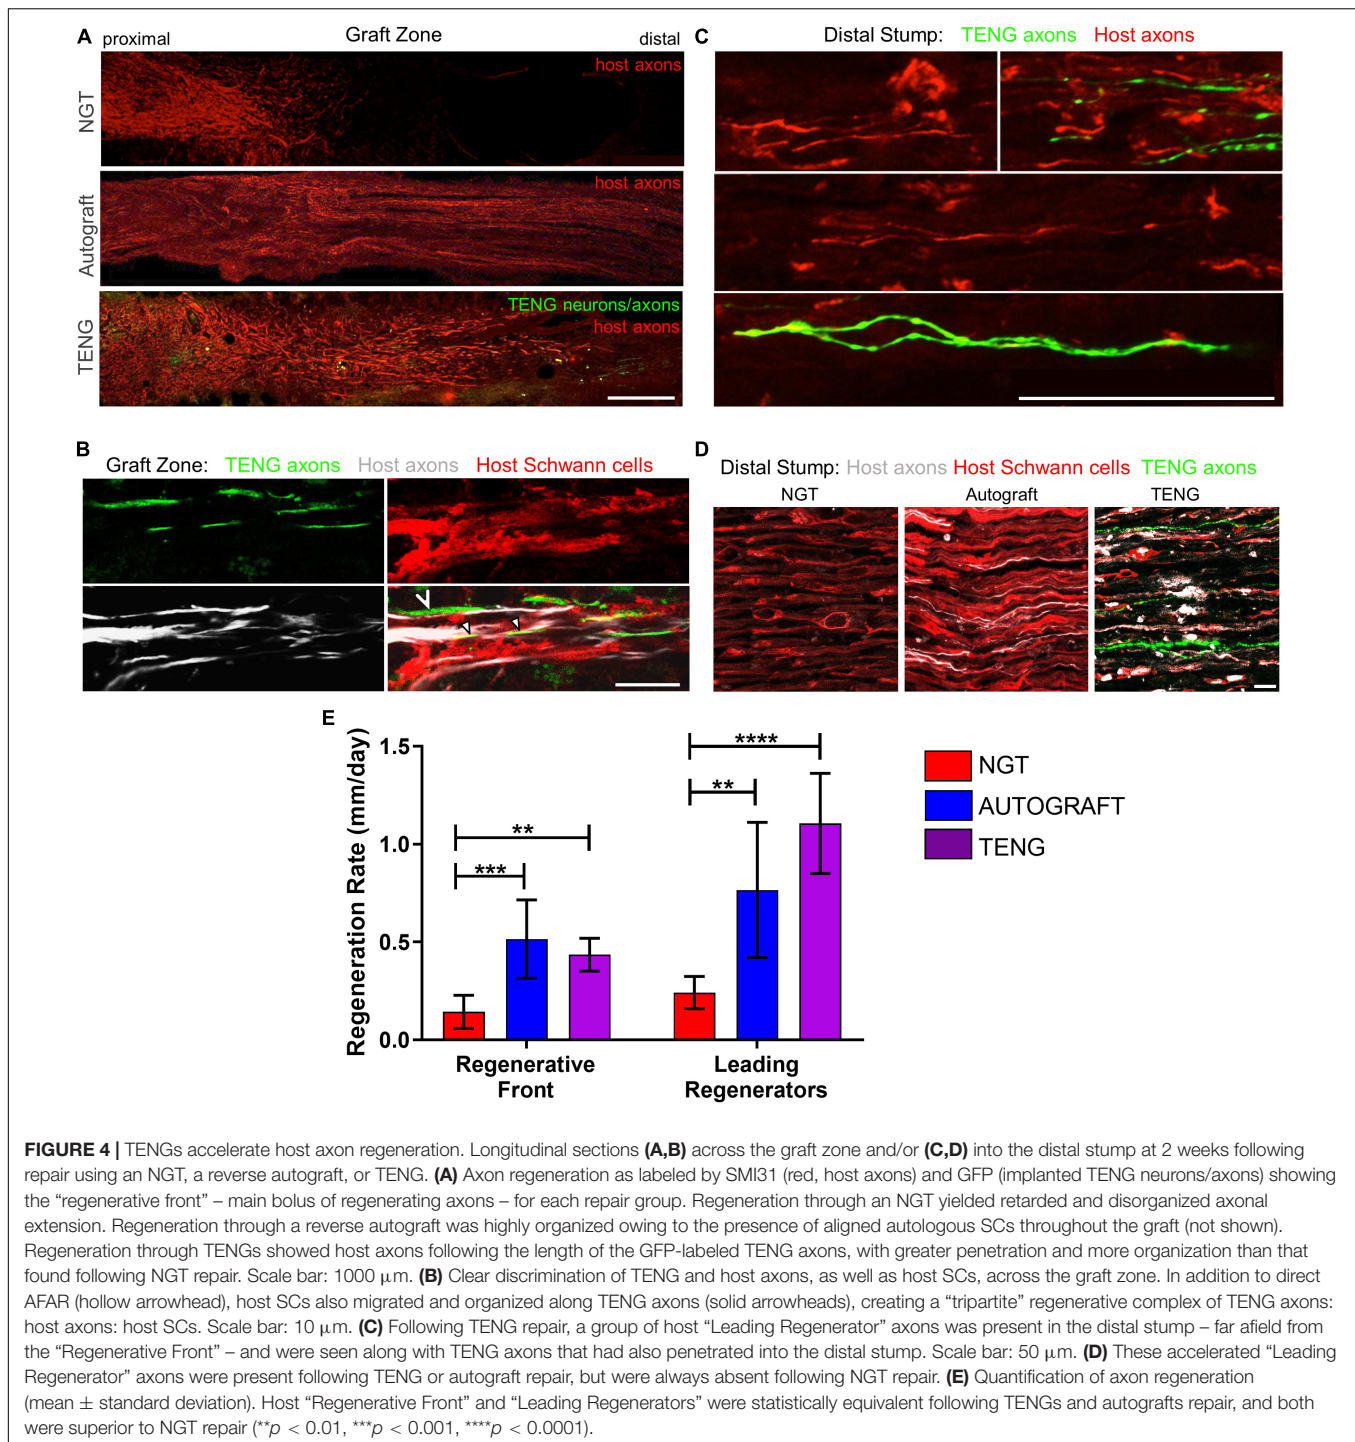 A
proximal
Graft Zone
distal
host axons
NGT
host axons
Autograft
TENG neurons/axons
host axons
TENG
C
Distal Stump: TENG axons Host axons
B
Graft Zone: TENG axons Host axons Host Schwann cells
D
Distal Stump: Host axons Host Schwann cells TENG axons
NGT Autograft TENG
E
Regeneration Rate (mm/day)
1.5
1.0
0.5
0.0
**
***
****
**
Regenerative
Front
Leading
Regenerators
NGT
AUTOGRAFT
TENG
FIGURE 4 | TENGs accelerate host axon regeneration. Longitudinal sections (A,B) across the graft zone and/or (C,D) into the distal stump at 2 weeks following
repair using an NGT, a reverse autograft, or TENG. (A) Axon regeneration as labeled by SMI31 (red, host axons) and GFP (implanted TENG neurons/axons) showing
the “regenerative front” – main bolus of regenerating axons – for each repair group. Regeneration through an NGT yielded retarded and disorganized axonal
extension. Regeneration through a reverse autograft was highly organized owing to the presence of aligned autologous SCs throughout the graft (not shown).
Regeneration through TENGs showed host axons following the length of the GFP-labeled TENG axons, with greater penetration and more organization than that
found following NGT repair. Scale bar: 1000 μm. (B) Clear discrimination of TENG and host axons, as well as host SCs, across the graft zone. In addition to direct
AFAR (hollow arrowhead), host SCs also migrated and organized along TENG axons (solid arrowheads), creating a “tripartite” regenerative complex of TENG axons:
host axons: host SCs. Scale bar: 10 μm. (C) Following TENG repair, a group of host “Leading Regenerator” axons was present in the distal stump – far afield from
the “Regenerative Front” – and were seen along with TENG axons that had also penetrated into the distal stump. Scale bar: 50 μm. (D) These accelerated “Leading
Regenerator” axons were present following TENG or autograft repair, but were always absent following NGT repair. (E) Quantification of axon regeneration
(mean ± standard deviation). Host “Regenerative Front” and “Leading Regenerators” were statistically equivalent following TENGs and autografts repair, and both
were superior to NGT repair (**p < 0.01, ***p < 0.001, ****p < 0.0001).